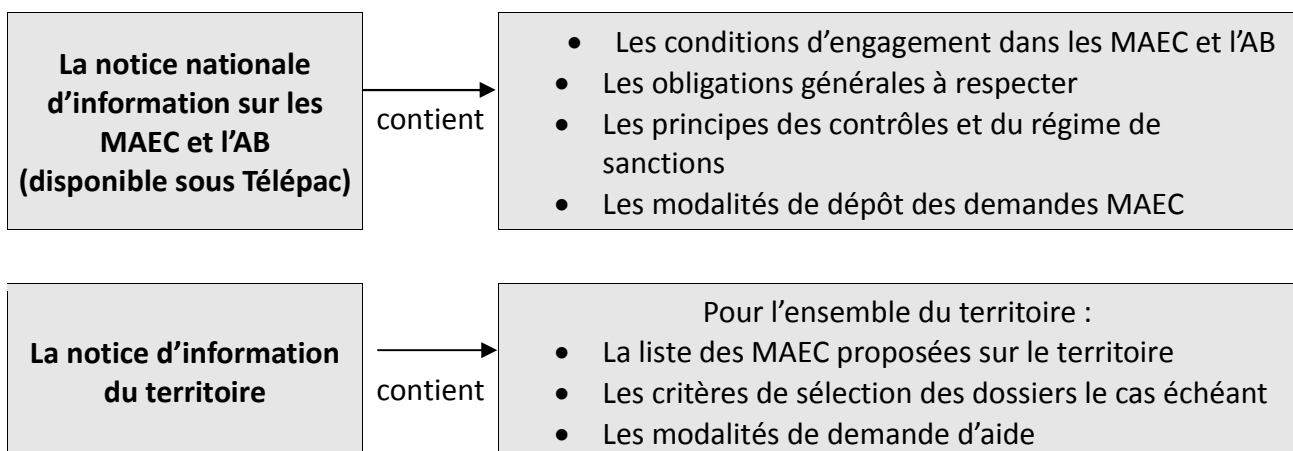 La notice nationale
d’information sur les
MAEC et l’AB
(disponible sous Télépac)
contient
• Les conditions d’engagement dans les MAEC et l’AB
• Les obligations générales à respecter
• Les principes des contrôles et du régime de
sanctions
• Les modalités de dépôt des demandes MAEC
La notice d’information
du territoire
contient
Pour l’ensemble du territoire :
• La liste des MAEC proposées sur le territoire
• Les critères de sélection des dossiers le cas échéant
• Les modalités de demande d’aide